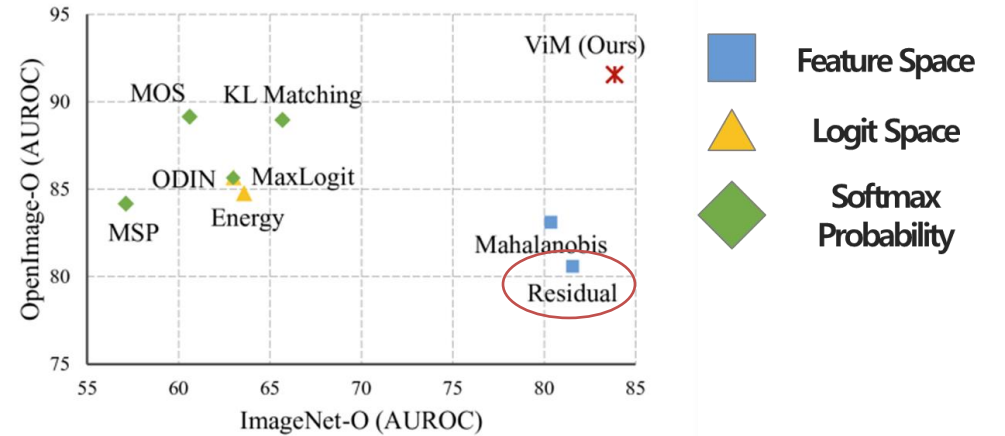 95
90
85
80
75
OpenImage-O (AUROC)
55
60
65
70
75
80
85
ImageNet-O (AUROC)
ViM (Ours)
MOS
KL Matching
ODIN
MaxLogit
Energy
MSP
Mahalanobis
Residual
Feature Space
Logit Space
Softmax
Probability